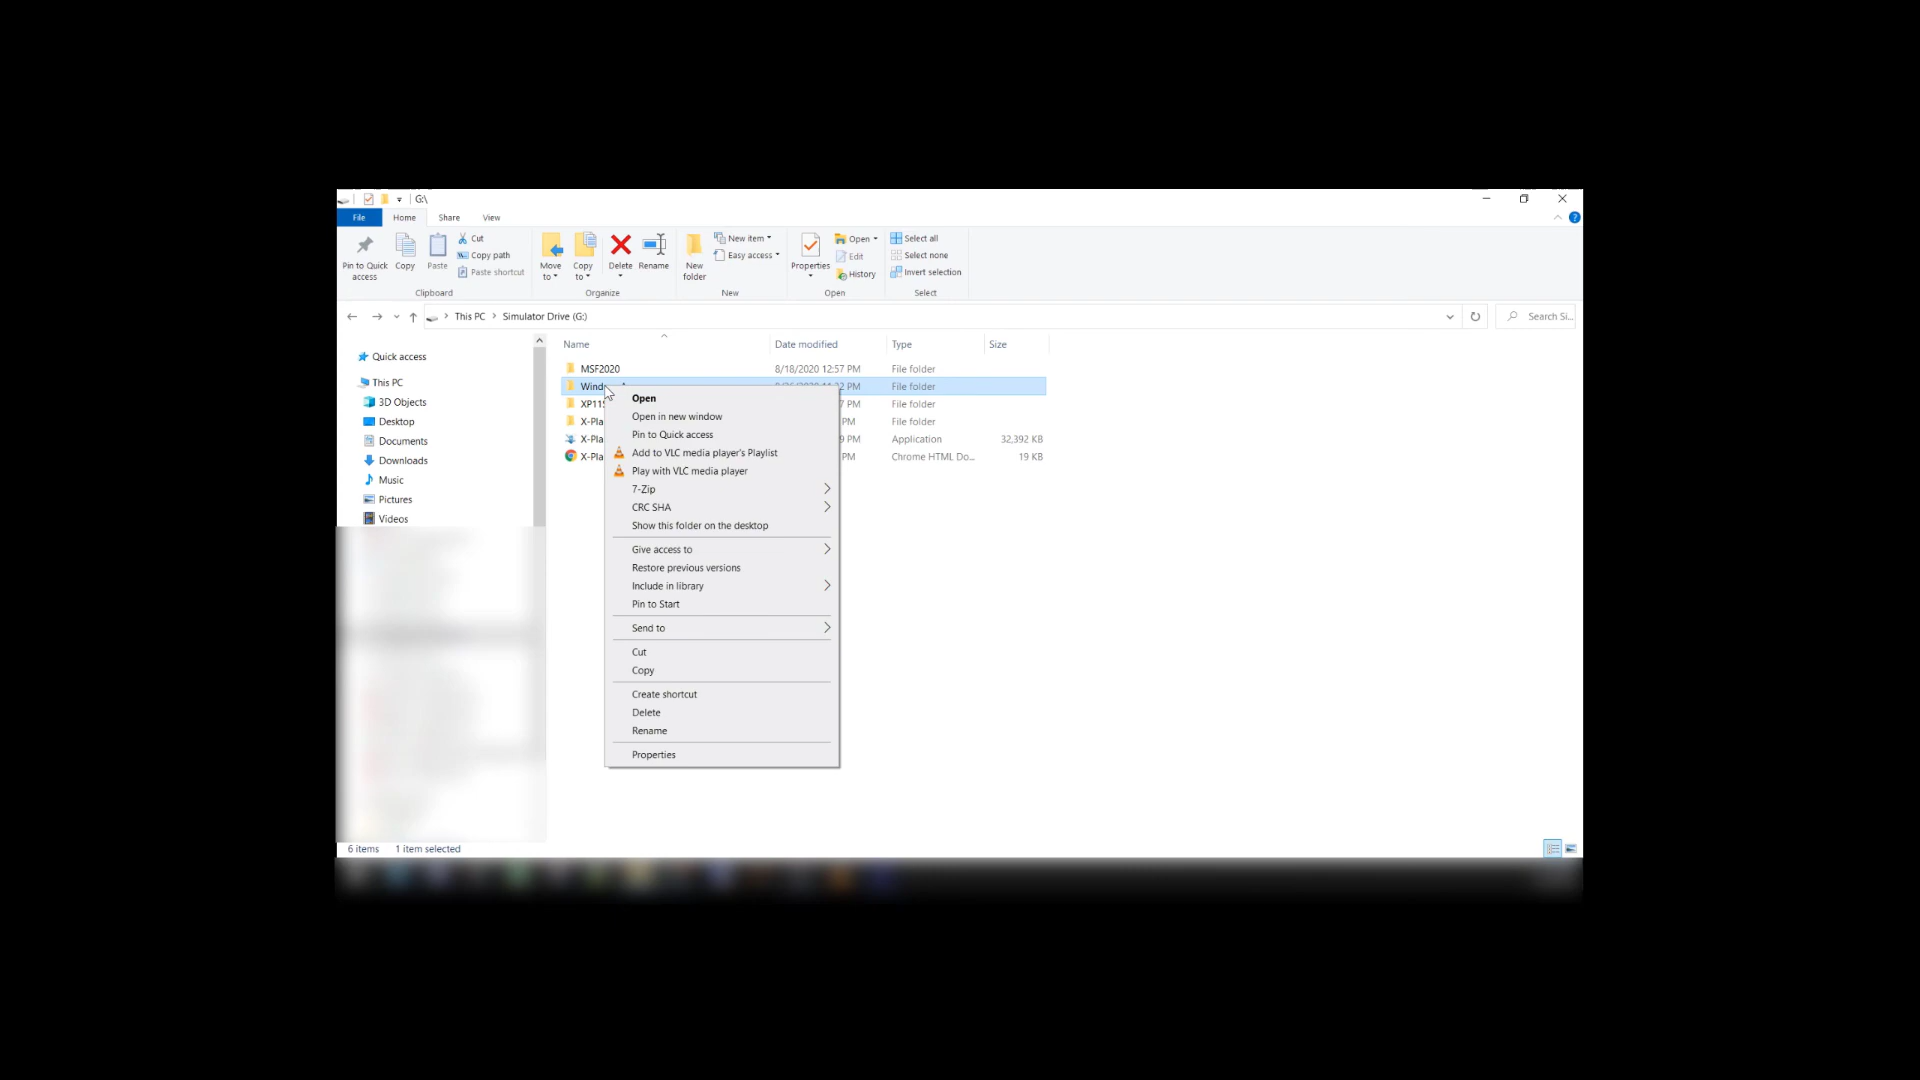 G:\
File Home Share View
Pin to Quick access
Copy
Paste
Cut
Copy path
Paste shortcut
Clipboard
Move to
Copy to
Delete
Rename
Organize
New folder
New item
Easy access
New
Properties
Open
Edit
History
Open
Select all
Select none
Invert selection
Select
This PC > Simulator Drive (G:)
Search Si...
Name Date modified Type Size
Quick access
This PC
3D Objects
Desktop
Documents
Downloads
Music
Pictures
Videos
MSF2020 8/18/2020 12:57 PM File folder
File folder
File folder
PM File folder
PM Application 32,392 KB
PM Chrome HTML Do... 19 KB
Open
Open in new window
Pin to Quick access
Add to VLC media player's Playlist
Play with VLC media player
7-Zip
CRC SHA
Show this folder on the desktop
Give access to
Restore previous versions
Include in library
Pin to Start
Send to
Cut
Copy
Create shortcut
Delete
Rename
Properties
6 items 1 item selected